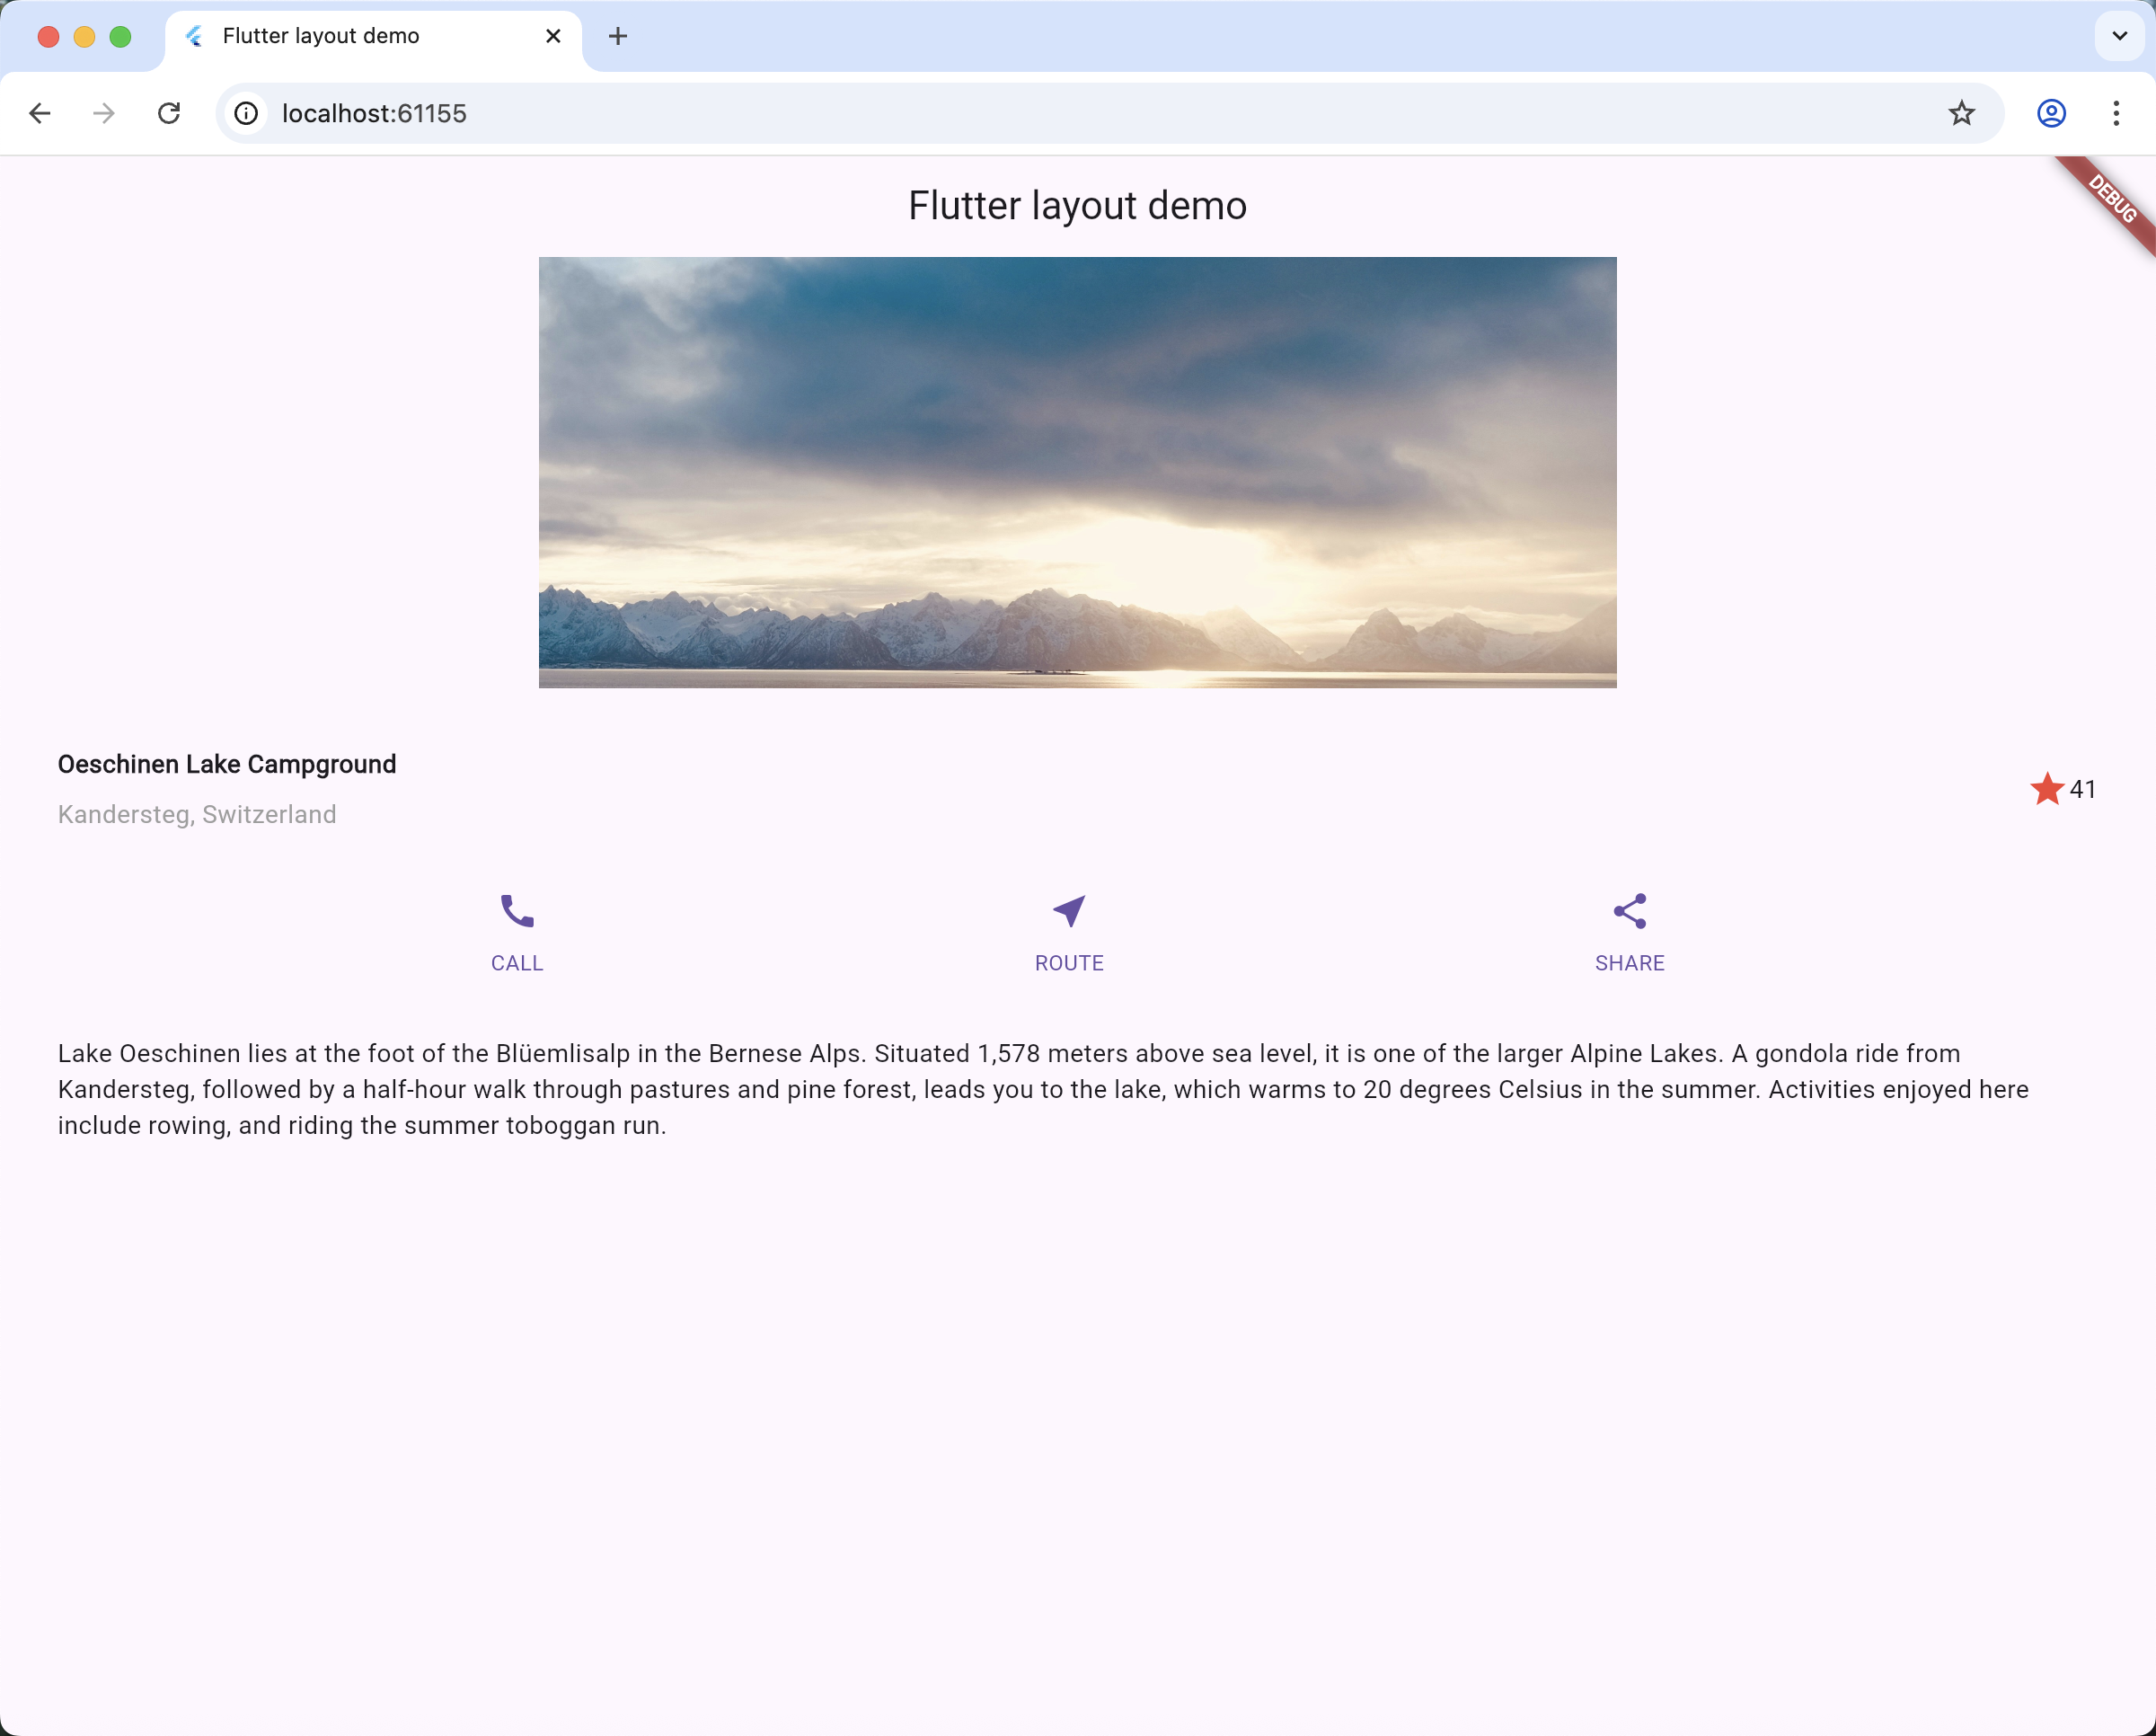 Flutter layout demo
localhost:61155
DEBUG
Flutter layout demo
Oeschinen Lake Campground
Kandersteg, Switzerland
41
CALL
ROUTE
SHARE
Lake Oeschinen lies at the foot of the Blüemlisalp in the Bernese Alps. Situated 1,578 meters above sea level, it is one of the larger Alpine Lakes. A gondola ride from
Kandersteg, followed by a half-hour walk through pastures and pine forest, leads you to the lake, which warms to 20 degrees Celsius in the summer. Activities enjoyed here
include rowing, and riding the summer toboggan run.